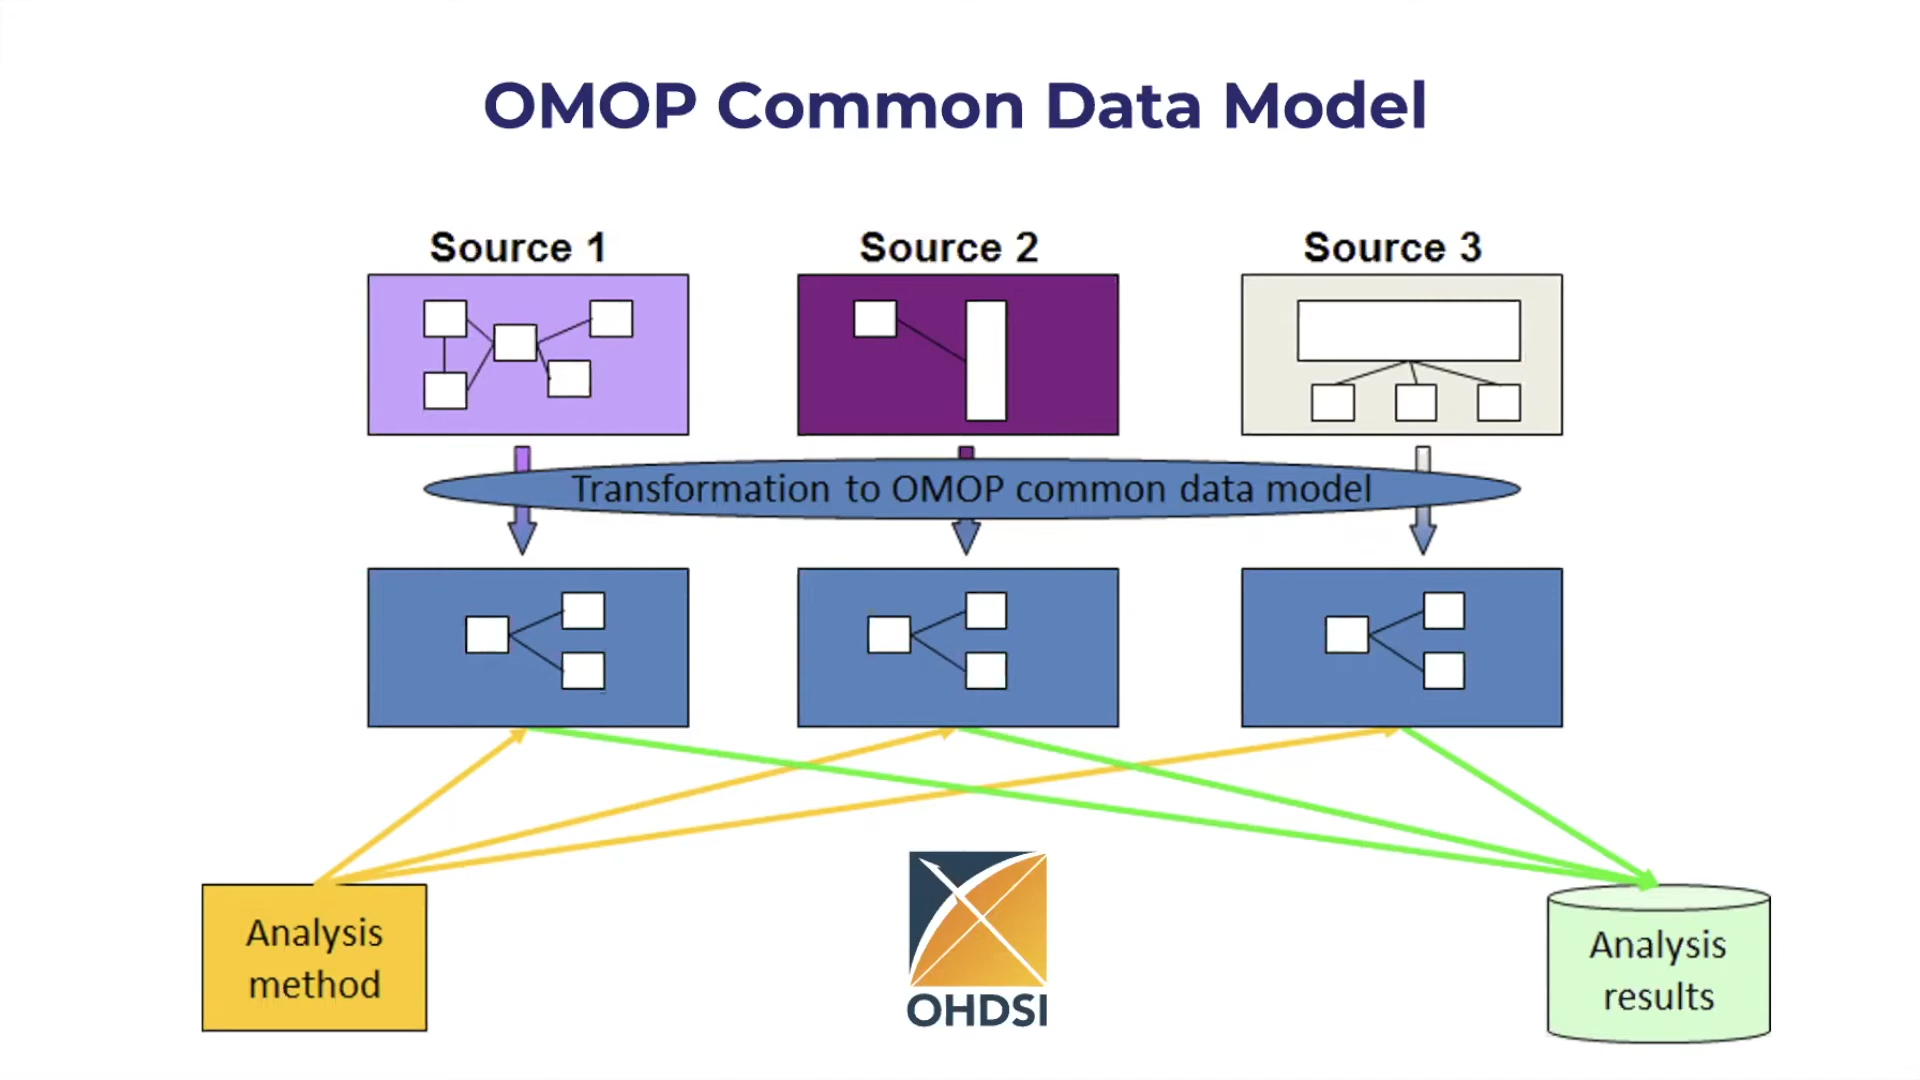 OMOP Common Data Model
Source 1
Source 2
Source 3
Transformation to OMOP common data model
Analysis
method
OHDSI
Analysis
results